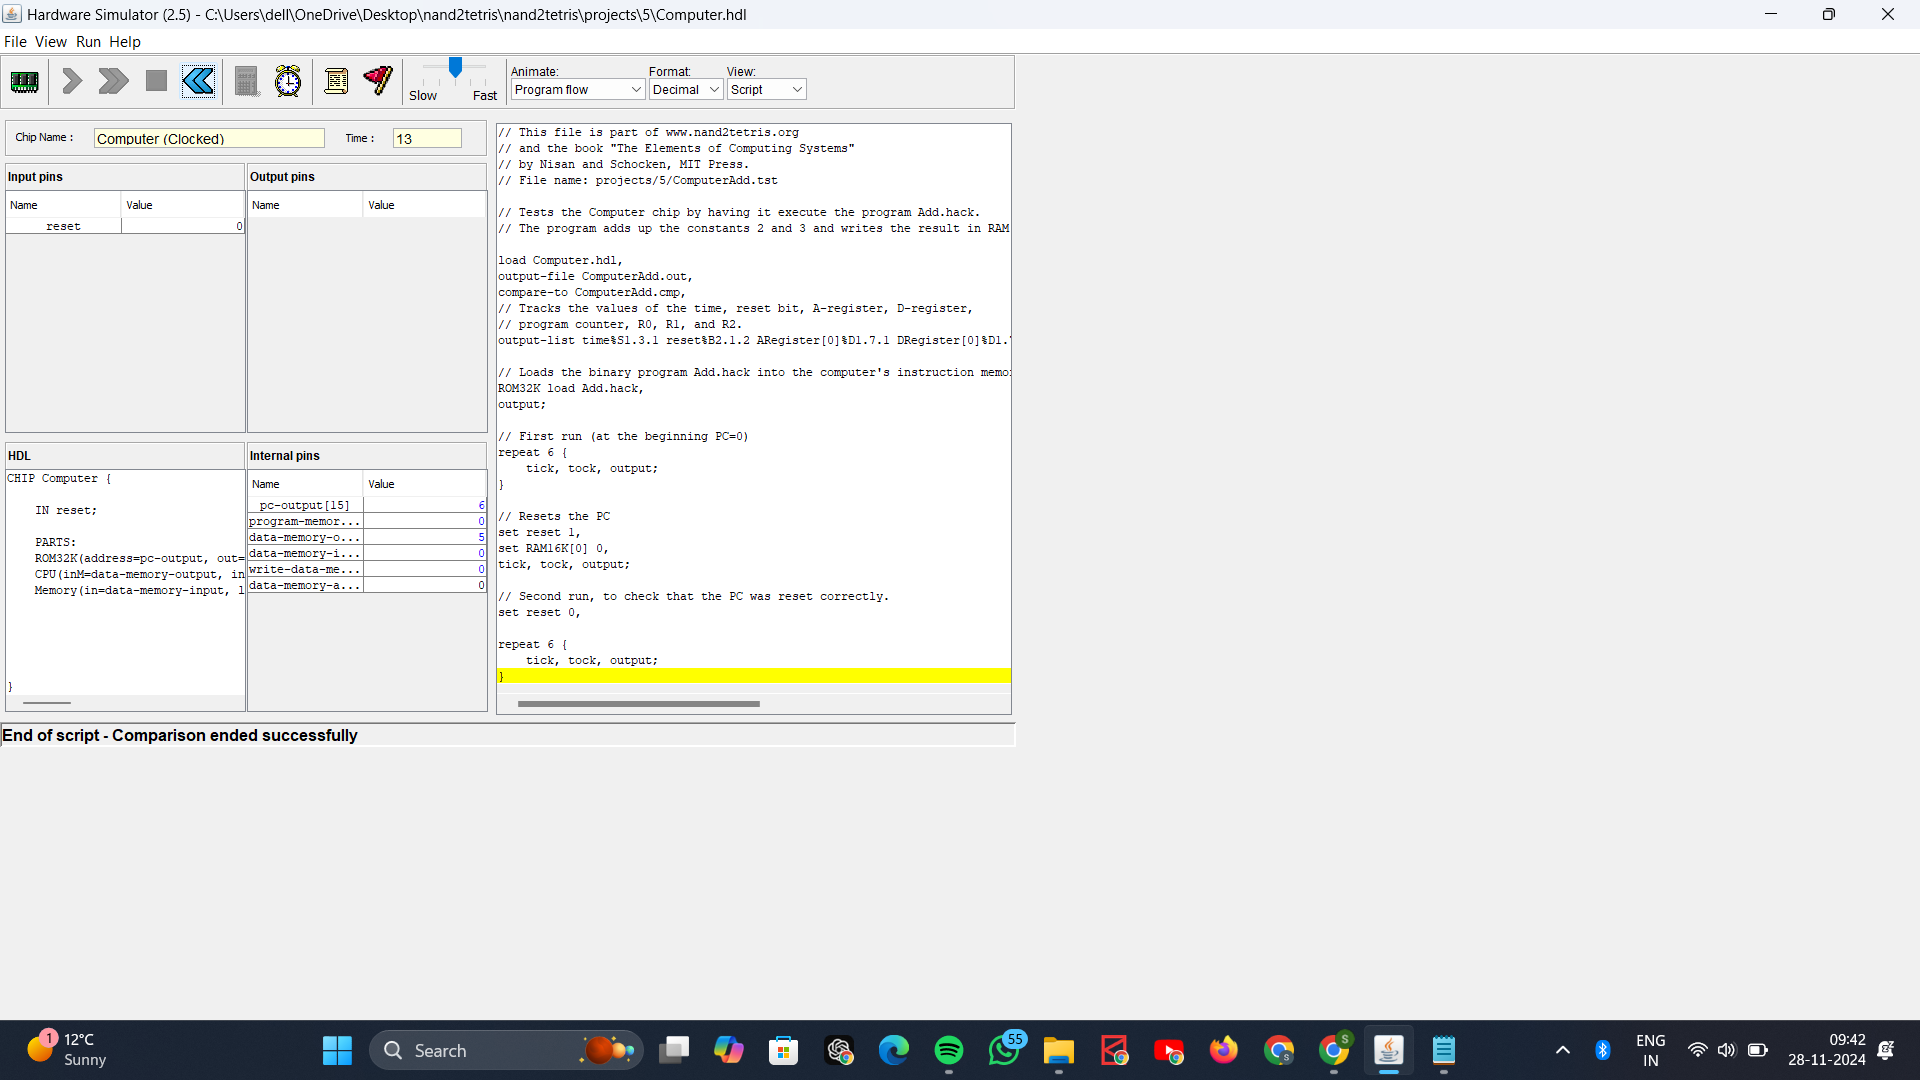 Hardware Simulator (2.5) - C:\Users\dell\OneDrive\Desktop\nand2tetris\nand2tetris\projects\5\Computer.hdl
File View Run Help
Slow Fast
Animate: Format: View:
Program flow Decimal Script
Chip Name : Computer (Clocked) Time : 13
Input pins
Name Value
reset 0
Output pins
Name Value
HDL
CHIP Computer {
IN reset;
PARTS:
ROM32K(address=pc-output, out=
CPU(inM=data-memory-output, in
Memory(in=data-memory-input, l
}
Internal pins
Name Value
pc-output[15] 6
program-memor... 0
data-memory-o... 5
data-memory-i... 0
write-data-me... 0
data-memory-a... 0
// This file is part of www.nand2tetris.org
// and the book "The Elements of Computing Systems"
// by Nisan and Schocken, MIT Press.
// File name: projects/5/ComputerAdd.tst
// Tests the Computer chip by having it execute the program Add.hack.
// The program adds up the constants 2 and 3 and writes the result in RAM
load Computer.hdl,
output-file ComputerAdd.out,
compare-to ComputerAdd.cmp,
// Tracks the values of the time, reset bit, A-register, D-register,
// program counter, R0, R1, and R2.
output-list time%S1.3.1 reset%B2.1.2 ARegister[0]%D1.7.1 DRegister[0]%D1.
// Loads the binary program Add.hack into the computer's instruction memo
ROM32K load Add.hack,
output;
// First run (at the beginning PC=0)
repeat 6 {
tick, tock, output;
}
// Resets the PC
set reset 1,
set RAM16K[0] 0,
tick, tock, output;
// Second run, to check that the PC was reset correctly.
set reset 0,
repeat 6 {
tick, tock, output;
}
End of script - Comparison ended successfully
1
12°C
Sunny
Search
55
S
S
ENG
IN
09:42
28-11-2024